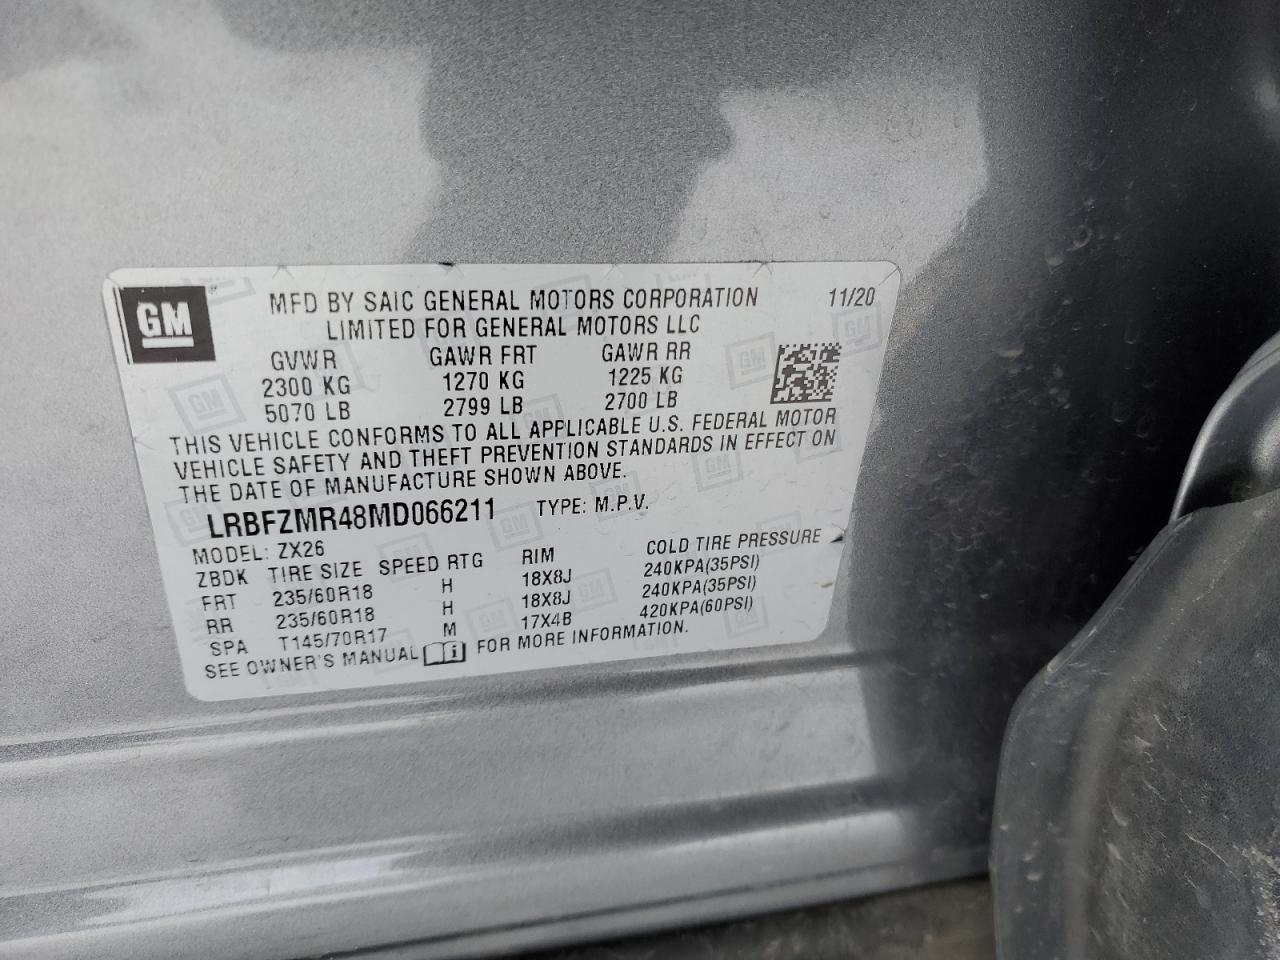 GM
MFD BY SAIC GENERAL MOTORS CORPORATION 11/20
LIMITED FOR GENERAL MOTORS LLC
GVWR GAWR FRT GAWR RR
2300 KG 1270 KG 1225 KG
5070 LB 2799 LB 2700 LB
THIS VEHICLE CONFORMS TO ALL APPLICABLE U.S. FEDERAL MOTOR
VEHICLE SAFETY AND THEFT PREVENTION STANDARDS IN EFFECT ON
THE DATE OF MANUFACTURE SHOWN ABOVE.
LRBFZMR48MD066211 TYPE: M.P.V.
MODEL: ZX26
ZBDK TIRE SIZE SPEED RTG RIM COLD TIRE PRESSURE
FRT 235/60R18 H 18X8J 240KPA(35PSI)
RR 235/60R18 H 18X8J 240KPA(35PSI)
SPA T145/70R17 M 17X4B 420KPA(60PSI)
SEE OWNER'S MANUAL i FOR MORE INFORMATION.